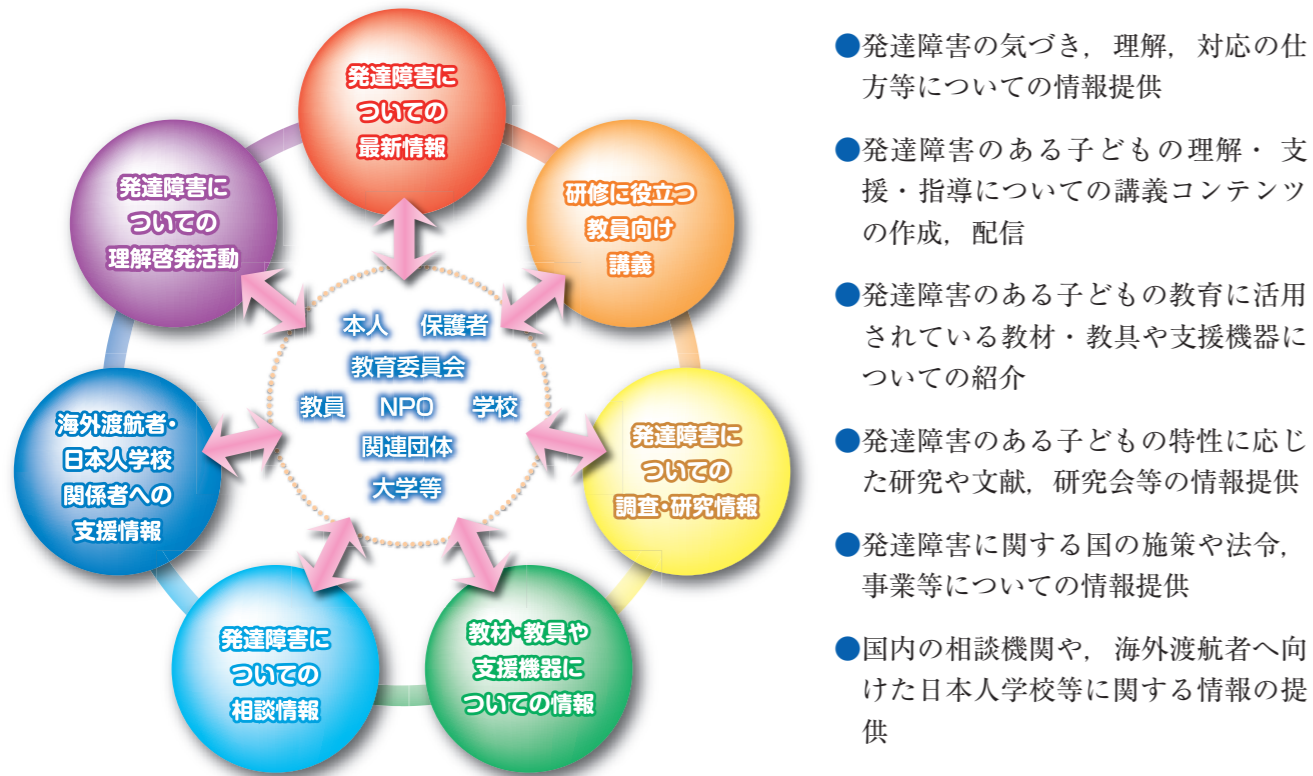 発達障害に
ついての
最新情報
研修に役立つ
教員向け
講義
発達障害に
ついての
調査・研究情報
教材・教具や
支援機器に
ついての情報
発達障害に
ついての
相談情報
海外渡航者・
日本人学校
関係者への
支援情報
発達障害に
ついての
理解啓発活動
本人 保護者
教育委員会
教員 NPO 学校
関連団体
大学等
●発達障害の気づき，理解，対応の仕
方等についての情報提供
●発達障害のある子どもの理解・ 支
援・指導についての講義コンテンツ
の作成，配信
●発達障害のある子どもの教育に活用
されている教材・教具や支援機器に
ついての紹介
●発達障害のある子どもの特性に応じ
た研究や文献，研究会等の情報提供
●発達障害に関する国の施策や法令，
事業等についての情報提供
●国内の相談機関や，海外渡航者へ向
けた日本人学校等に関する情報の提
供